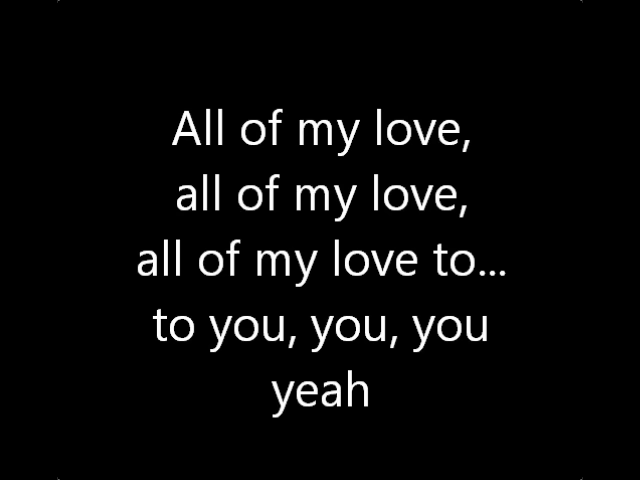 All of my love,
all of my love,
all of my love to...
to you, you, you
yeah